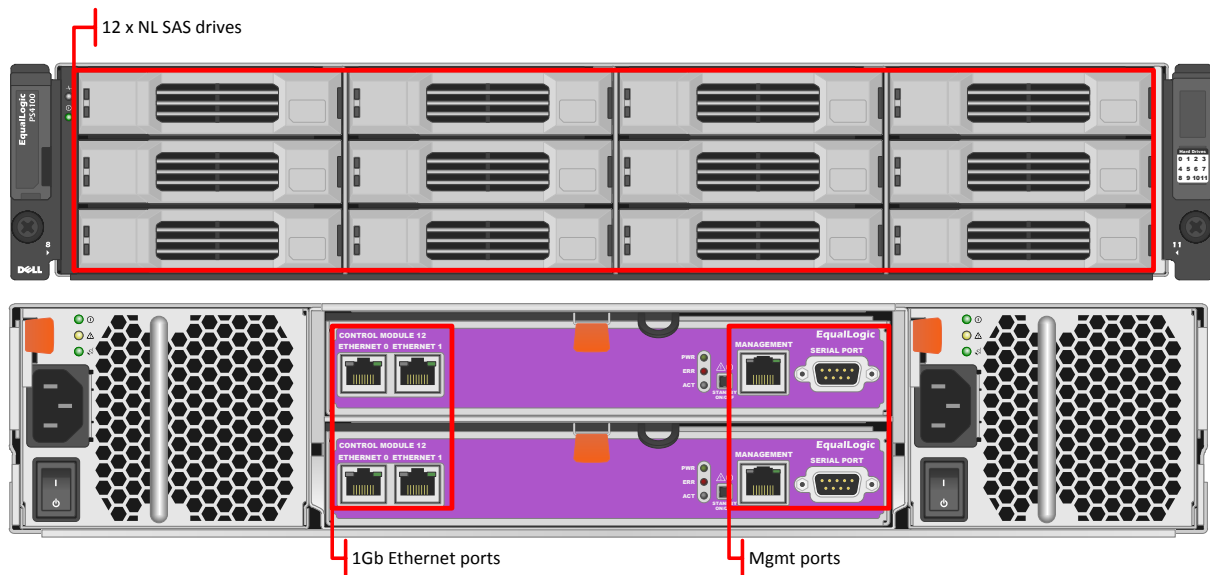 12 x NL SAS drives
EqualLogic
PS4100
Hard Drives
0 1 2 3
4 5 6 7
8 9 10 11
8
11
DELL
CONTROL MODULE 12
ETHERNET 0 ETHERNET 1
PWR
ERR
ACT
STANDBY
ON/OFF
MANAGEMENT
EqualLogic
SERIAL PORT
CONTROL MODULE 12
ETHERNET 0 ETHERNET 1
PWR
ERR
ACT
STANDBY
ON/OFF
MANAGEMENT
EqualLogic
SERIAL PORT
1Gb Ethernet ports
Mgmt ports